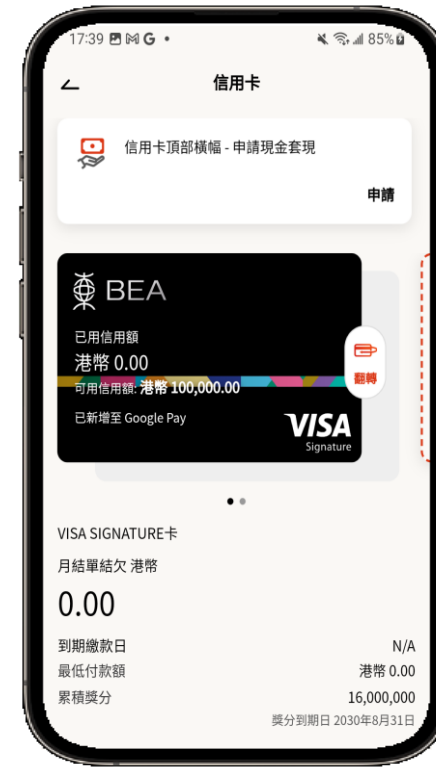 17:39
85%
信用卡
信用卡頂部橫幅 - 申請現金套現
申請
BEA
已用信用額
港幣 0.00
可用信用額: 港幣 100,000.00
已新增至 Google Pay
翻轉
VISA
Signature
VISA SIGNATURE卡
月結單結欠 港幣
0.00
到期繳款日 N/A
最低付款額 港幣 0.00
累積獎分 16,000,000
獎分到期日 2030年8月31日